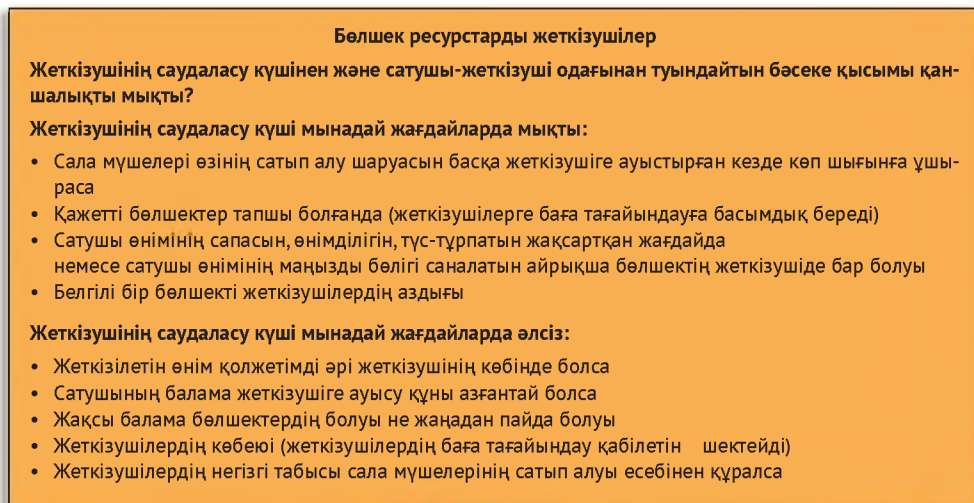 Бөлшек ресурстарды жеткізушілер
Жеткізушінің саудаласу күшінен және сатушы-жеткізуші одағынан туындайтын бәсеке қысымы қан-
шалықты мықты?
Жеткізушінің саудаласу күші мынадай жағдайларда мықты:
• Сала мүшелері өзінің сатып алу шаруасын басқа жеткізушіге ауыстырған кезде көп шығынға ұшы-
раса
• Қажетті бөлшектер тапшы болғанда (жеткізушілерге баға тағайындауға басымдық береді)
• Сатушы өнімінің сапасын, өнімділігін, түс-тұрпатын жақсартқан жағдайда
немесе сатушы өнімінің маңызды бөлігі саналатын айрықша бөлшектің жеткізушіде бар болуы
• Белгілі бір бөлшекті жеткізушілердің аздығы
Жеткізушінің саудаласу күші мынадай жағдайларда әлсіз:
• Жеткізілетін өнім қолжетімді әрі жеткізушінің көбінде болса
• Сатушының балама жеткізушіге ауысу құны азғантай болса
• Жақсы балама бөлшектердің болуы не жаңадан пайда болуы
• Жеткізушілердің көбеюі (жеткізушілердің баға тағайындау қабілетін шектейді)
• Жеткізушілердің негізгі табысы сала мүшелерінің сатып алуы есебінен құралса